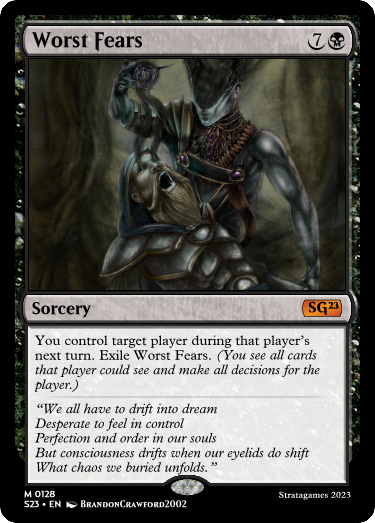 Worst Fears 7
Sorcery SG23
You control target player during that player's
next turn. Exile Worst Fears. (You see all cards
that player could see and make all decisions for the
player.)
"We all have to drift into dream
Desperate to feel in control
Perfection and order in our souls
But consciousness drifts when our eyelids do shift
What chaos we buried unfolds."
M 0128 Stratagames 2023
S23 • EN BrandonCrawford2002